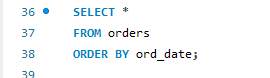 36 SELECT *
37 FROM orders
38 ORDER BY ord_date;
39